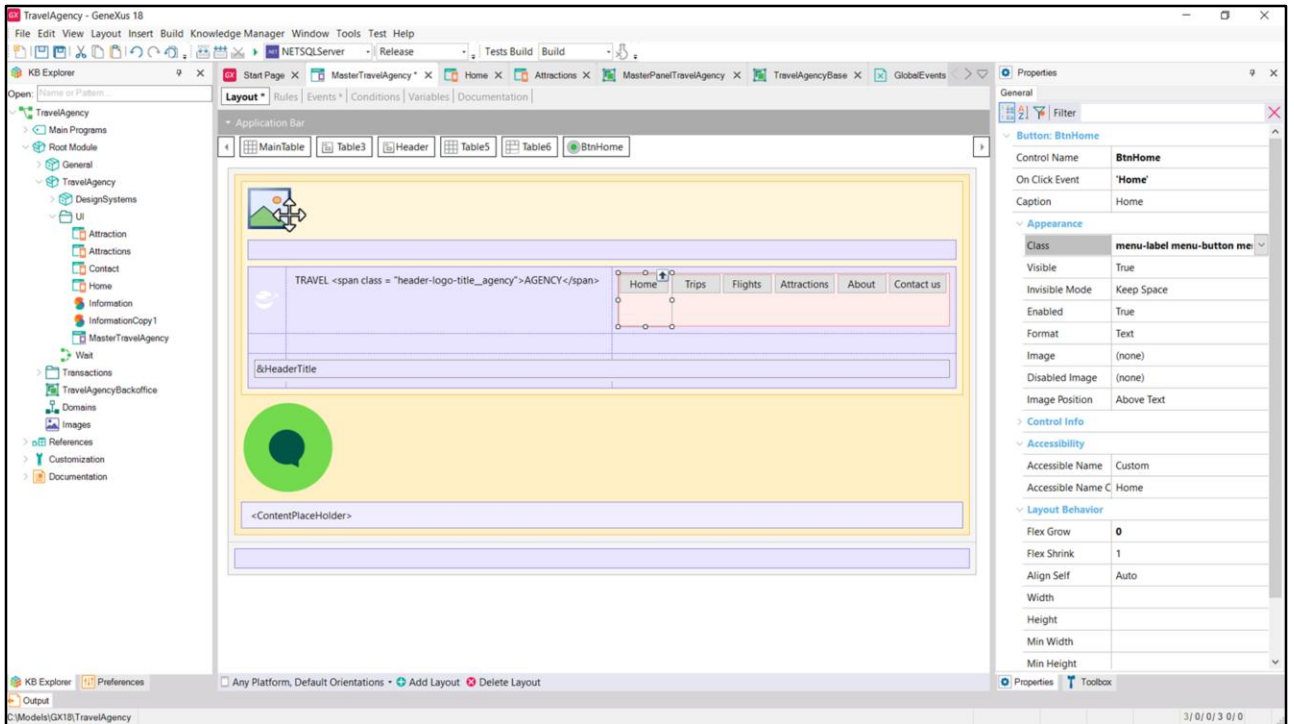 GX TravelAgency - GeneXus 18
File Edit View Layout Insert Build Knowledge Manager Window Tools Test Help
NETSQLServer Release Tests Build Build
KB Explorer
Open: Name or Pattern...
TravelAgency
Main Programs
Root Module
General
TravelAgency
DesignSystems
UI
Attraction
Attractions
Contact
Home
Information
InformationCopy1
MasterTravelAgency
Wait
Transactions
TravelAgencyBackoffice
Domains
Images
References
Customization
Documentation
KB Explorer Preferences
GX Start Page X MasterTravelAgency * X Home X Attractions X MasterPanelTravelAgency X TravelAgencyBase X GlobalEvents
Layout * Rules Events * Conditions Variables Documentation
Application Bar
MainTable Table3 Header Table5 Table6 BtnHome
TRAVEL <span class = "header-logo-title__agency">AGENCY</span>
Home Trips Flights Attractions About Contact us
&HeaderTitle
<ContentPlaceHolder>
Any Platform, Default Orientations Add Layout Delete Layout
Properties
General
Filter
Button: BtnHome
Control Name BtnHome
On Click Event 'Home'
Caption Home
Appearance
Class menu-label menu-button me
Visible True
Invisible Mode Keep Space
Enabled True
Format Text
Image (none)
Disabled Image (none)
Image Position Above Text
Control Info
Accessibility
Accessible Name Custom
Accessible Name C Home
Layout Behavior
Flex Grow 0
Flex Shrink 1
Align Self Auto
Width
Height
Min Width
Min Height
Properties Toolbox
Output
C:\Models\GX18\TravelAgency 3/ 0/ 0/ 3 0/ 0